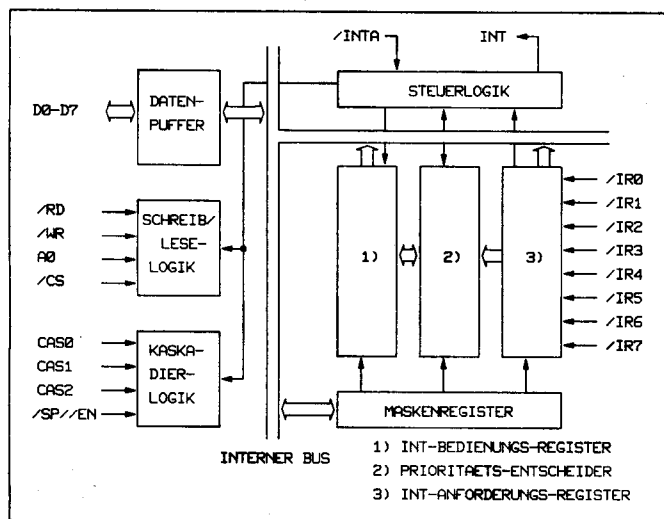 /INTA INT
STEUERLOGIK
D0-D7
DATEN-
PUFFER
/RD
/WR
A0
/CS
SCHREIB/
LESE-
LOGIK
CAS0
CAS1
CAS2
/SP//EN
KASKA-
DIER-
LOGIK
1) 2) 3)
/IR0
/IR1
/IR2
/IR3
/IR4
/IR5
/IR6
/IR7
MASKENREGISTER
INTERNER BUS
1) INT-BEDIENUNGS-REGISTER
2) PRIORITAETS-ENTSCHEIDER
3) INT-ANFORDERUNGS-REGISTER